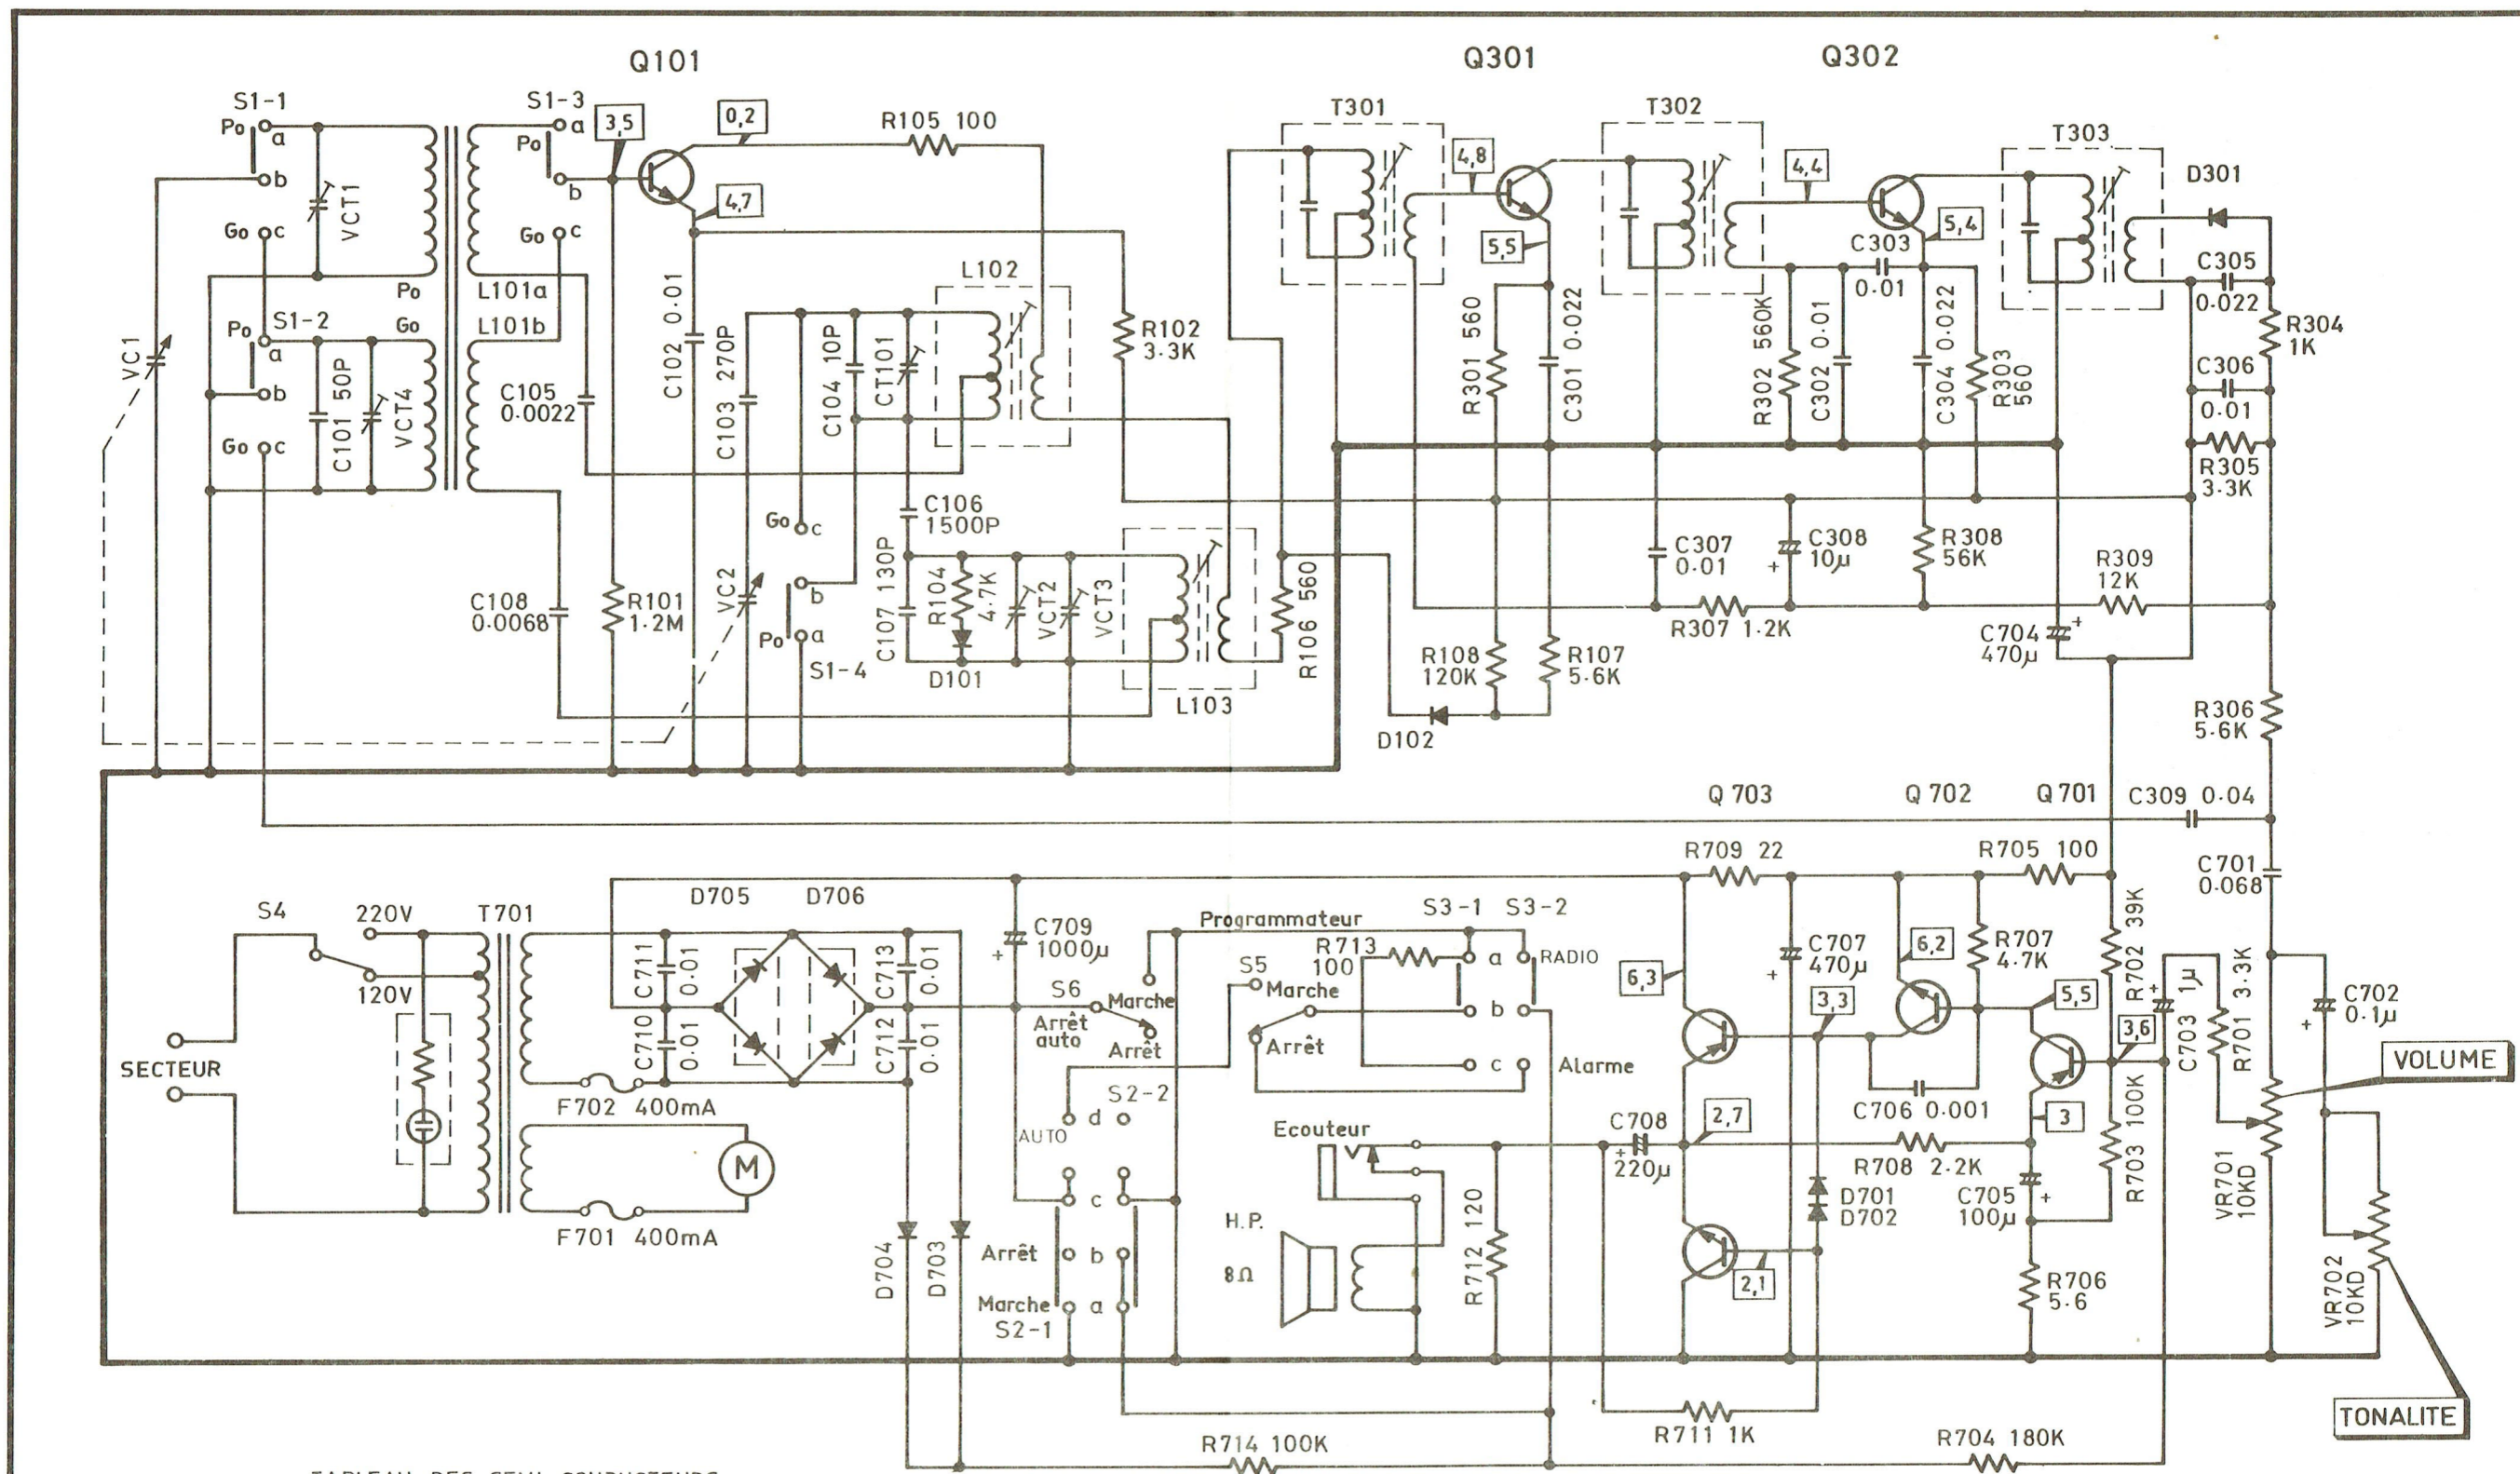 Q101
Q301
Q302
S1-1
S1-3
3,5
0,2
R105 100
T301
T302
T303
Po
a
Po
a
4,8
4,4
D301
b
VCT1
b
4,7
Go
c
Go
c
5,5
5,4
C303
0.01
C305
0.022
Po
L101a
L102
R304
1K
Po
S1-2
a
Go
L101b
VC1
b
C101 50P
VCT4
Go
c
C105
0.0022
C102 0.01
C103 270P
C104 10P
CT101
R102
3.3K
R301 560
C301 0.022
R302 560K
C302 0.01
C304 0.022
R303
560
C306
0.01
R305
3.3K
C106
1500P
Go
c
C108
0.0068
R101
1.2M
VC2
b
Po
a
S1-4
C107 130P
R104
4.7K
D101
VCT2
VCT3
L103
R106 560
C307
0.01
+
C308
10µ
R308
56K
R309
12K
R307 1.2K
R108
120K
R107
5.6K
D102
C704
470µ
+
R306
5.6K
Q703
Q702
Q701
C309 0.04
R709 22
R705 100
C701
0.068
S4
220V
T701
D705
D706
120V
SECTEUR
C711
0.01
C710
0.01
C713
0.01
C712
0.01
C709
1000µ
+
Programmateur
S3-1
S3-2
R713
100
a
RADIO
S5
Marche
S6
Marche
Arrêt
auto
Arrêt
Arrêt
b
c
Alarme
6,3
C707
470µ
+
6,2
R707
4.7K
3,3
5,5
R702 39K
3,6
+
C703 1µ
R701 3.3K
C702
0.1µ
+
VOLUME
F702 400mA
S2-2
d
AUTO
Ecouteur
C708
+
220µ
2,7
C706 0.001
3
R708 2.2K
R703 100K
M
F701 400mA
c
C705
100µ
+
D701
D702
VR701
10KD
H.P.
8Ω
R712 120
D704
D703
Arrêt
b
Marche
a
S2-1
2,1
R706
5.6
VR702
10KD
TONALITE
R711 1K
R714 100K
R704 180K